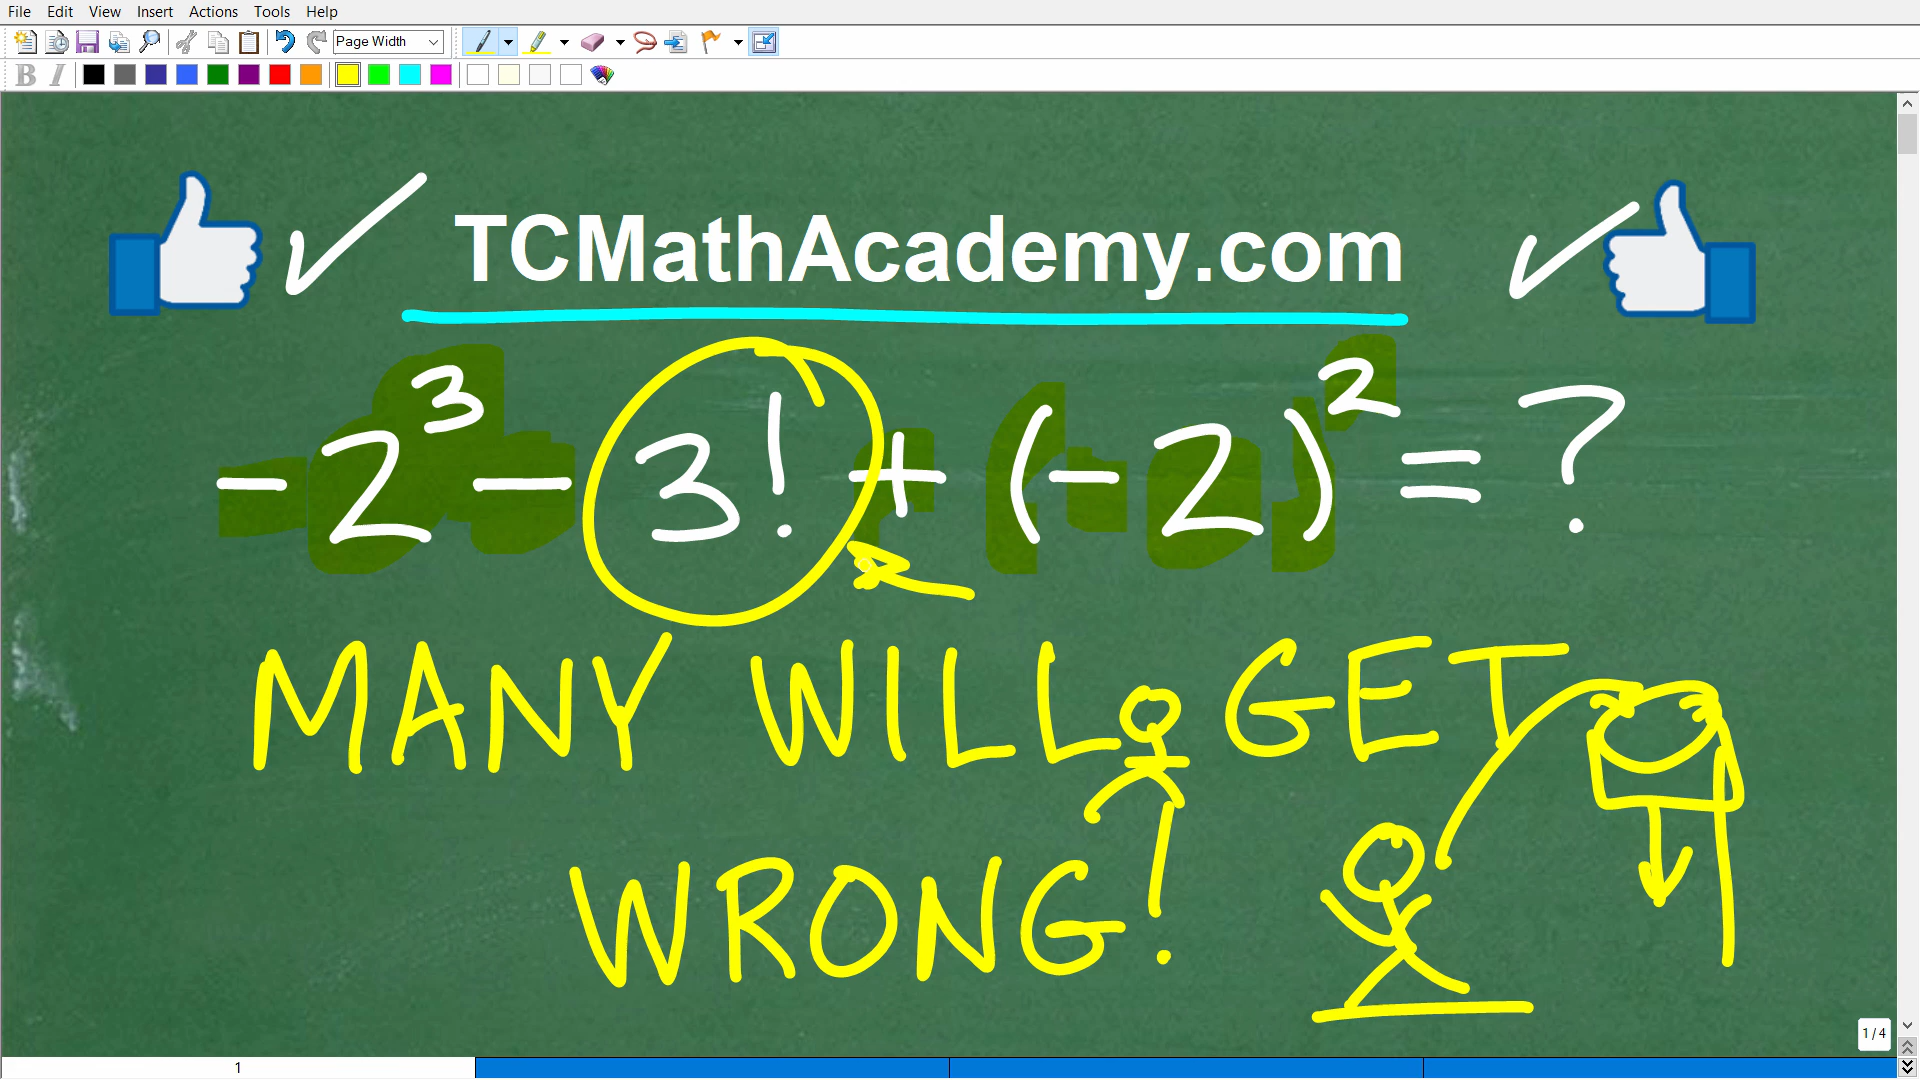 File Edit View Insert Actions Tools Help
Page Width
B I
TCMathAcademy.com
-2³ - 3! + (-2)² = ?
MANY WILL GET
WRONG!
1 / 4
1